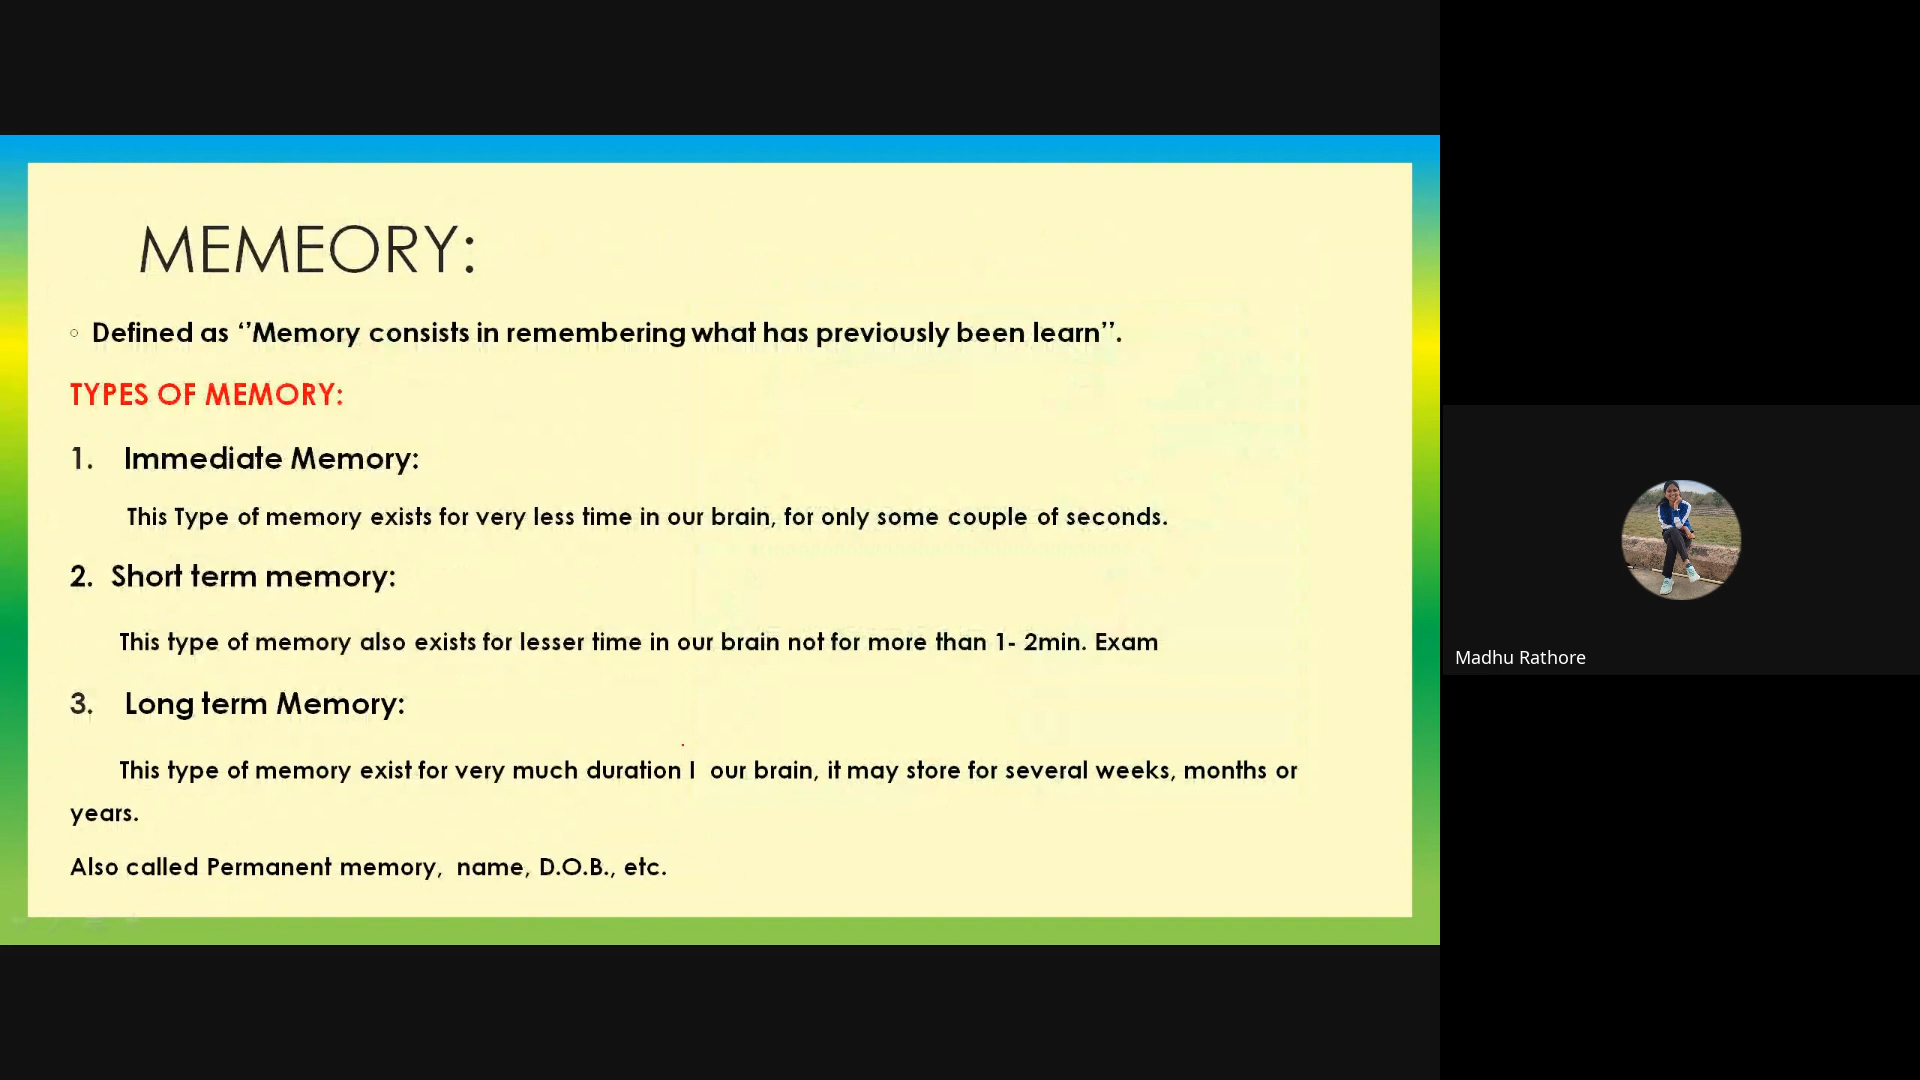 MEMEORY:
◦ Defined as ‘’Memory consists in remembering what has previously been learn’’.
TYPES OF MEMORY:
1. Immediate Memory:
This Type of memory exists for very less time in our brain, for only some couple of seconds.
2. Short term memory:
This type of memory also exists for lesser time in our brain not for more than 1- 2min. Exam
3. Long term Memory:
This type of memory exist for very much duration I our brain, it may store for several weeks, months or
years.
Also called Permanent memory, name, D.O.B., etc.
Madhu Rathore